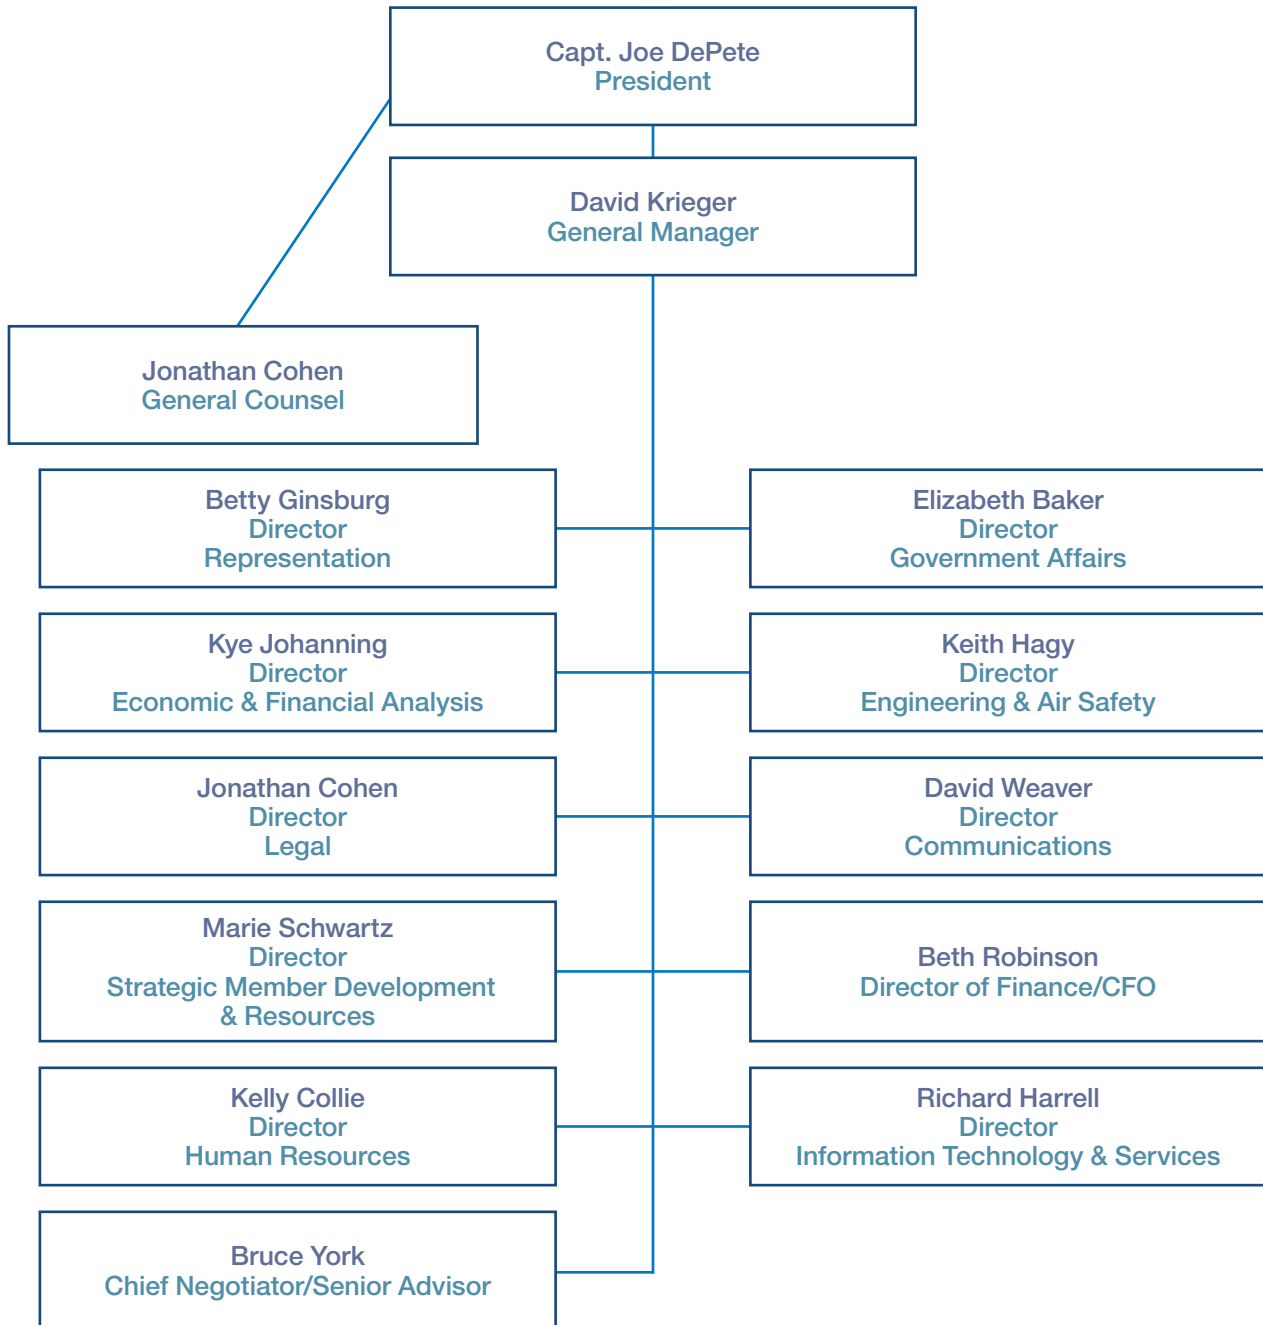 Capt. Joe DePete
President
David Krieger
General Manager
Jonathan Cohen
General Counsel
Betty Ginsburg
Director
Representation
Elizabeth Baker
Director
Government Affairs
Kye Johanning
Director
Economic & Financial Analysis
Keith Hagy
Director
Engineering & Air Safety
Jonathan Cohen
Director
Legal
David Weaver
Director
Communications
Marie Schwartz
Director
Strategic Member Development
& Resources
Beth Robinson
Director of Finance/CFO
Kelly Collie
Director
Human Resources
Richard Harrell
Director
Information Technology & Services
Bruce York
Chief Negotiator/Senior Advisor